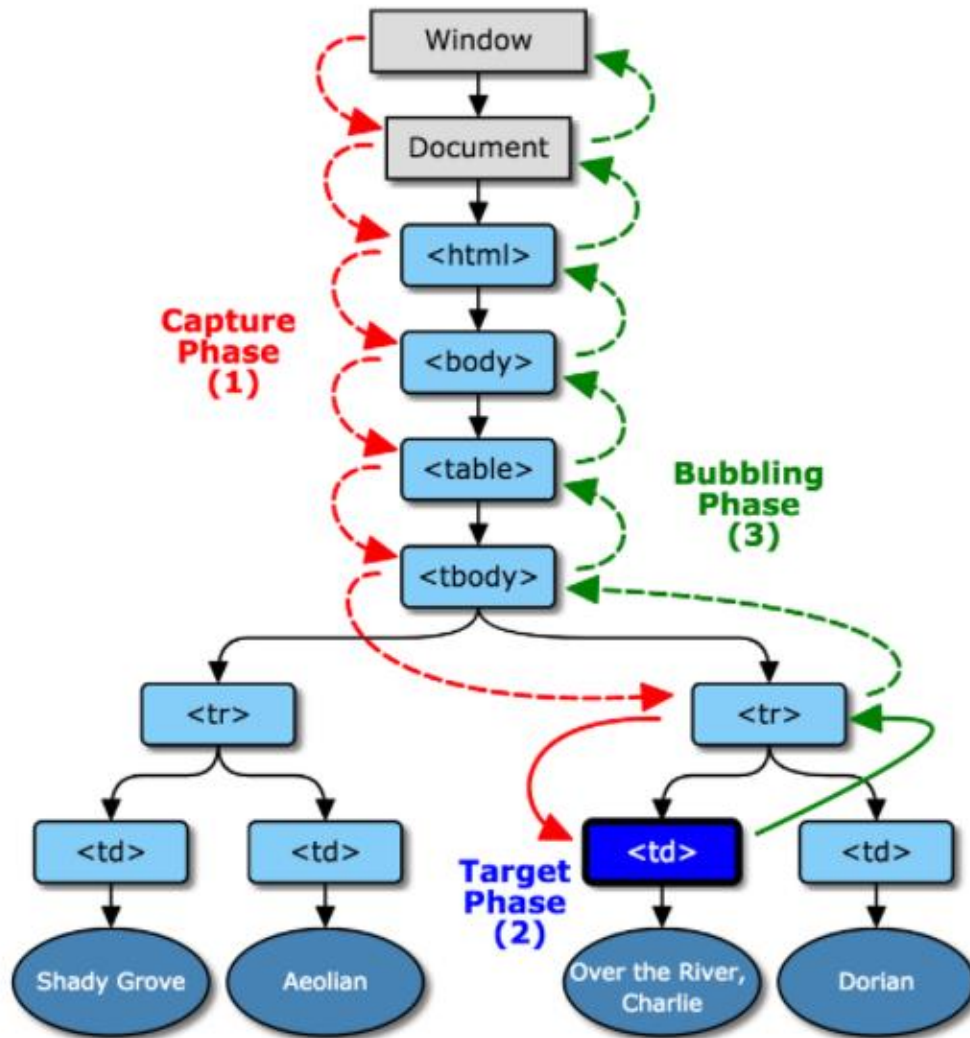 Window
Document
<html>
Capture
Phase
(1)
<body>
<table>
Bubbling
Phase
(3)
<tbody>
<tr>
<tr>
<td>
<td>
<td>
<td>
Target
Phase
(2)
Shady Grove
Aeolian
Over the River,
Charlie
Dorian